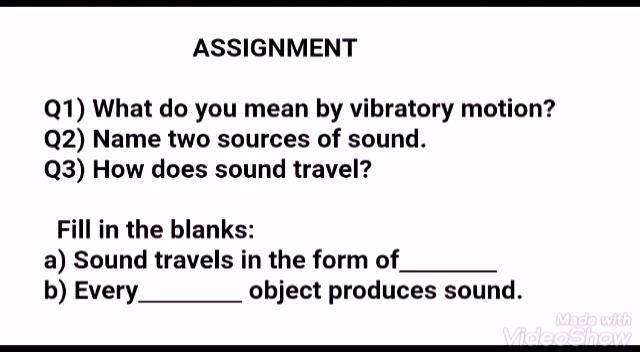 ASSIGNMENT
Q1) What do you mean by vibratory motion?
Q2) Name two sources of sound.
Q3) How does sound travel?
Fill in the blanks:
a) Sound travels in the form of________
b) Every________ object produces sound.
Made with
VideoShow